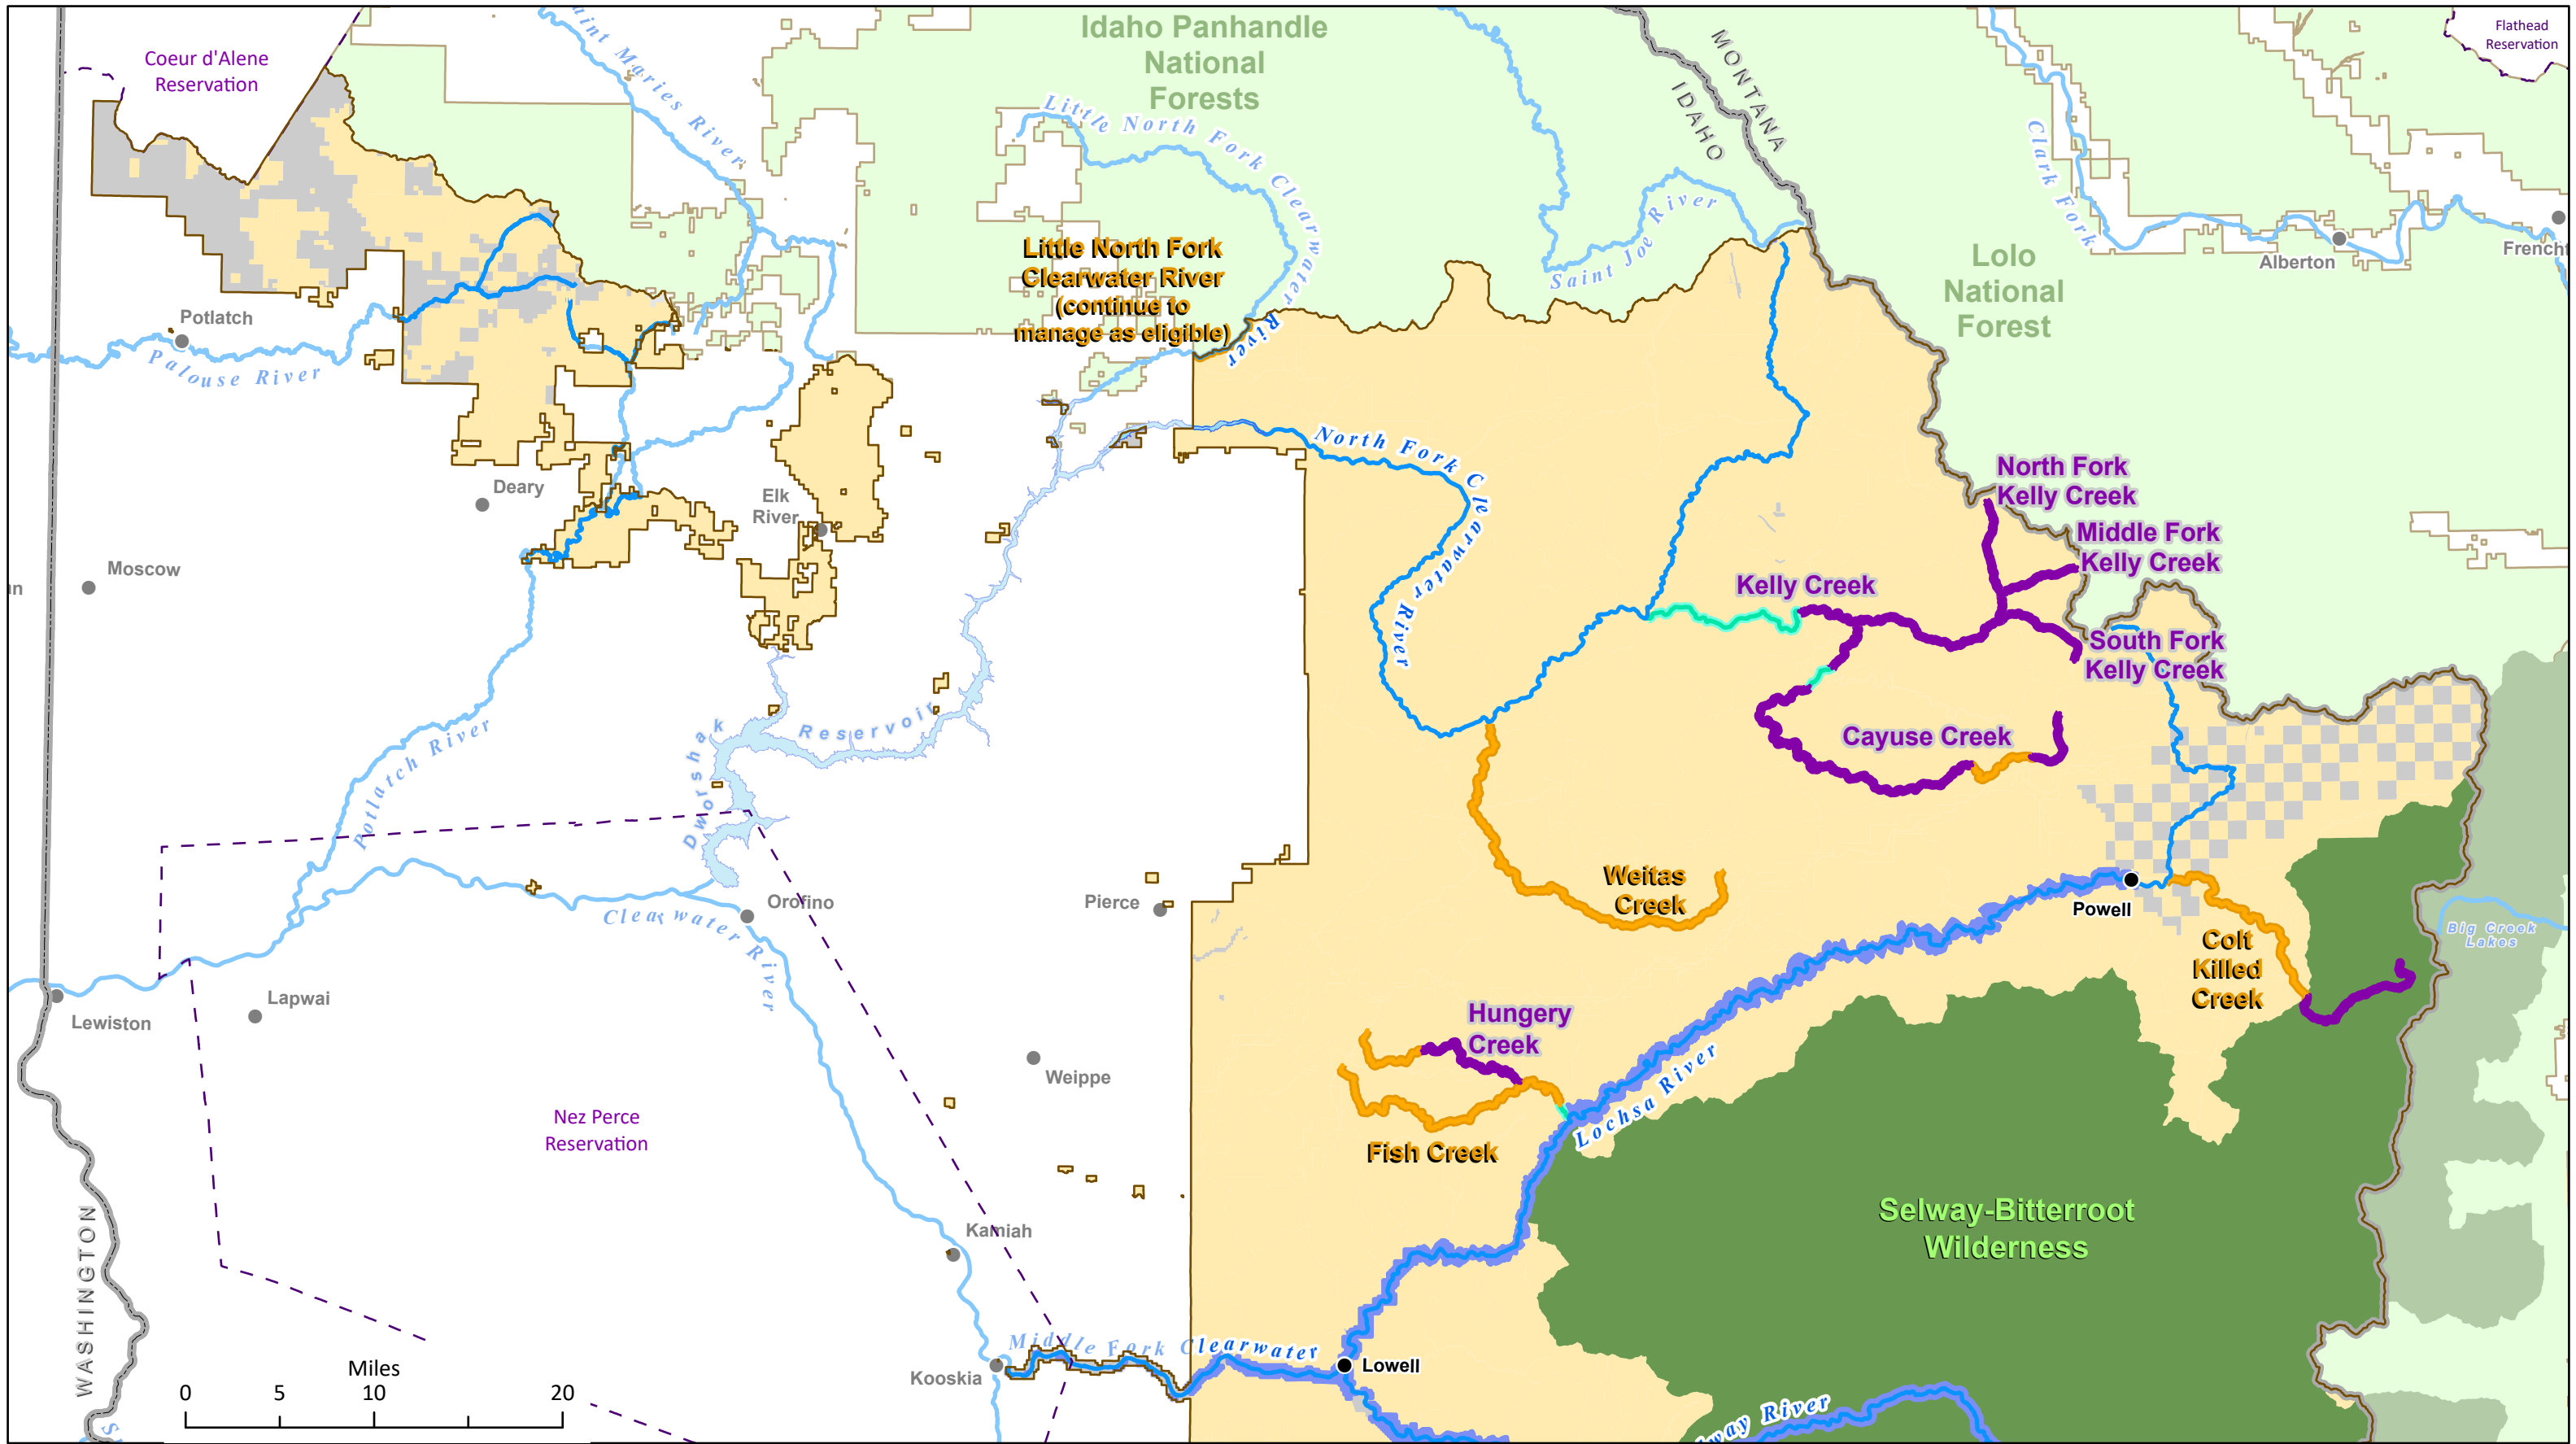 Idaho Panhandle
National
Forests
Coeur d'Alene
Reservation
Saint Maries River
MONTANA
IDAHO
Flathead
Reservation
Little North Fork Clearwater River
Clark Fork
Saint Joe River
Little North Fork
Clearwater River
(continue to
manage as eligible)
Lolo
National
Forest
Alberton
Potlatch
Palouse River
North Fork Clearwater River
North Fork
Kelly Creek
Middle Fork
Kelly Creek
Deary
Elk
River
Moscow
Kelly Creek
South Fork
Kelly Creek
Potlatch River
Dworshak Reservoir
Cayuse Creek
Weitas
Creek
Orofino
Pierce
Clearwater River
Powell
Colt
Killed
Creek
Big Creek
Lakes
Lewiston
Lapwai
Hungery
Creek
Weippe
Lochsa River
Nez Perce
Reservation
Fish Creek
Selway-Bitterroot
Wilderness
Kamiah
WASHINGTON
Middle Fork Clearwater
Kooskia
Lowell
Miles
0 5 10 20
River